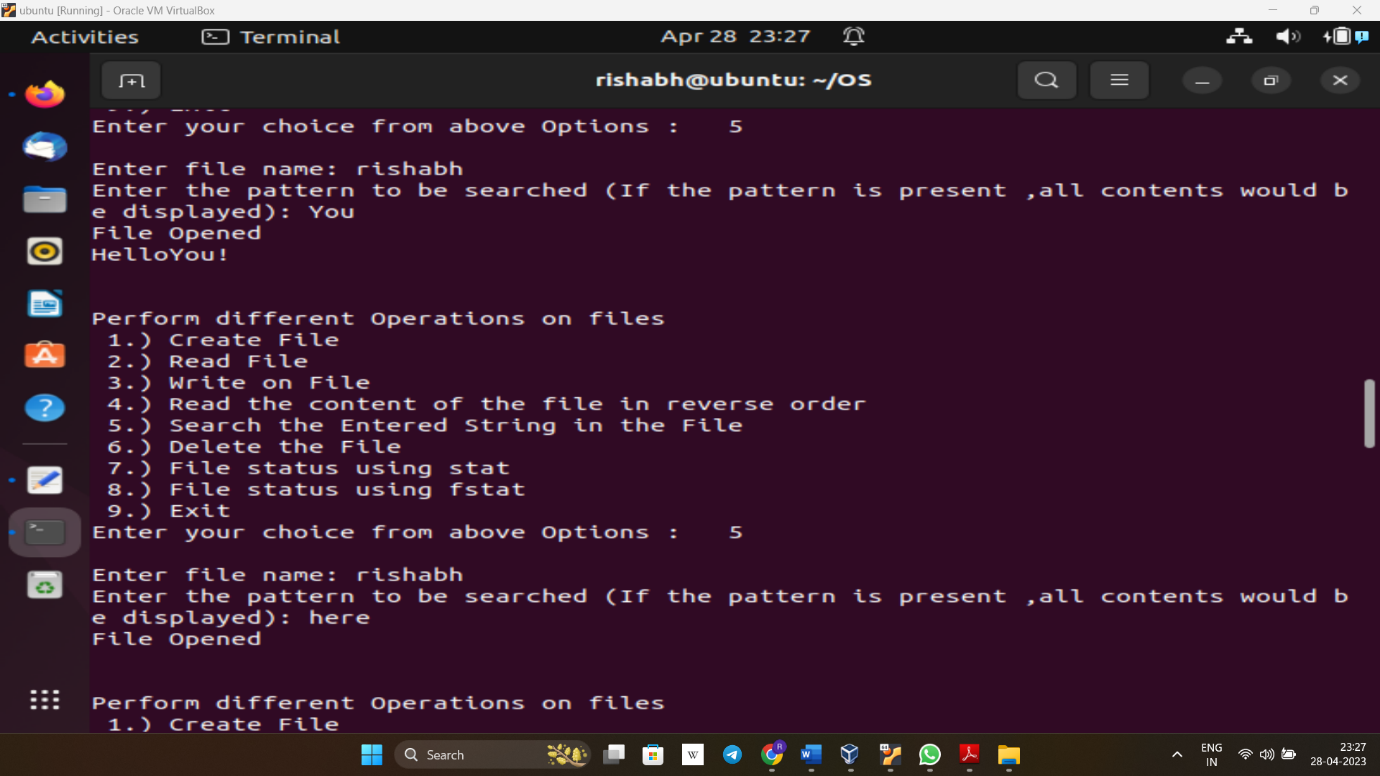 ubuntu [Running] - Oracle VM VirtualBox
Activities
Terminal
Apr 28 23:27
rishabh@ubuntu: ~/OS
Enter your choice from above Options : 5
Enter file name: rishabh
Enter the pattern to be searched (If the pattern is present ,all contents would b
e displayed): You
File Opened
HelloYou!
Perform different Operations on files
1.) Create File
2.) Read File
3.) Write on File
4.) Read the content of the file in reverse order
5.) Search the Entered String in the File
6.) Delete the File
7.) File status using stat
8.) File status using fstat
9.) Exit
Enter your choice from above Options : 5
Enter file name: rishabh
Enter the pattern to be searched (If the pattern is present ,all contents would b
e displayed): here
File Opened
Perform different Operations on files
1.) Create File
Search
ENG
IN
23:27
28-04-2023